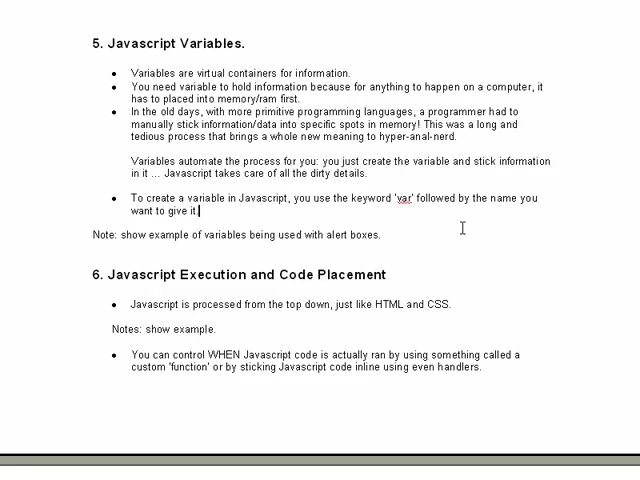 5. Javascript Variables.
• Variables are virtual containers for information.
• You need variable to hold information because for anything to happen on a computer, it
has to placed into memory/ram first.
• In the old days, with more primitive programming languages, a programmer had to
manually stick information/data into specific spots in memory! This was a long and
tedious process that brings a whole new meaning to hyper-anal-nerd.
Variables automate the process for you: you just create the variable and stick information
in it ... Javascript takes care of all the dirty details.
• To create a variable in Javascript, you use the keyword 'var' followed by the name you
want to give it.
Note: show example of variables being used with alert boxes.
6. Javascript Execution and Code Placement
• Javascript is processed from the top down, just like HTML and CSS.
Notes: show example.
• You can control WHEN Javascript code is actually ran by using something called a
custom 'function' or by sticking Javascript code inline using even handlers.